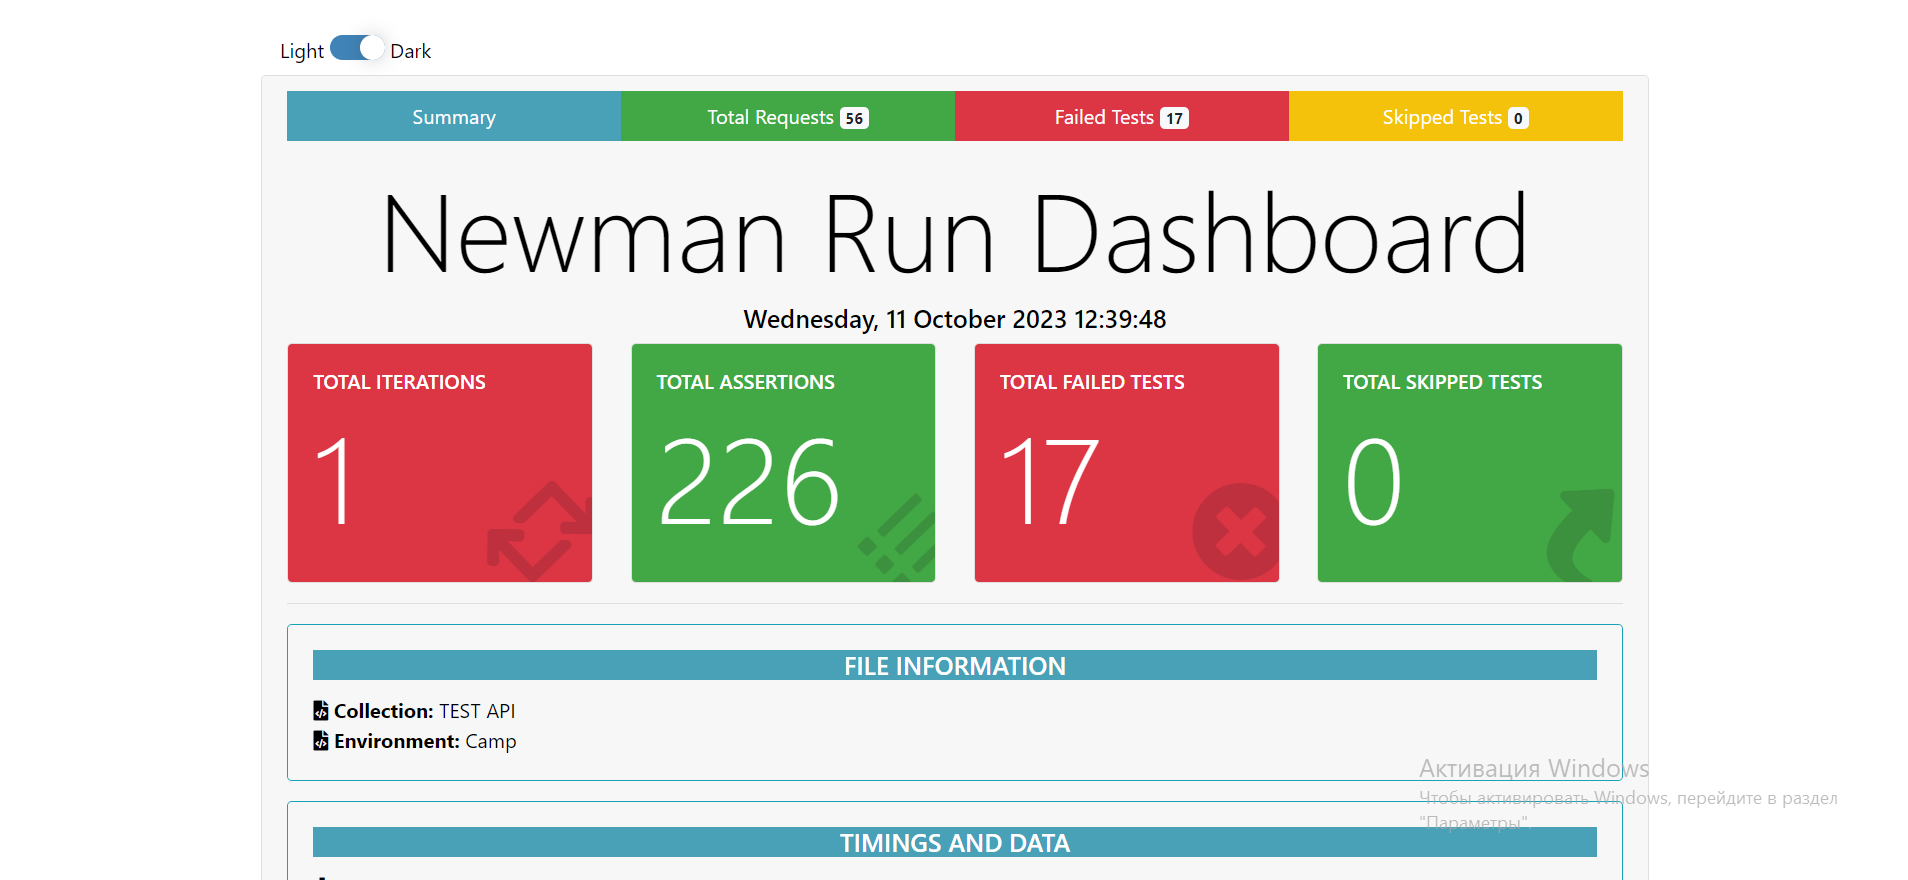 Light Dark
Summary Total Requests 56 Failed Tests 17 Skipped Tests 0
Newman Run Dashboard
Wednesday, 11 October 2023 12:39:48
TOTAL ITERATIONS TOTAL ASSERTIONS TOTAL FAILED TESTS TOTAL SKIPPED TESTS
1 226 17 0
FILE INFORMATION
Collection: TEST API
Environment: Camp
Активация Windows
Чтобы активировать Windows, перейдите в раздел
"Параметры".
TIMINGS AND DATA